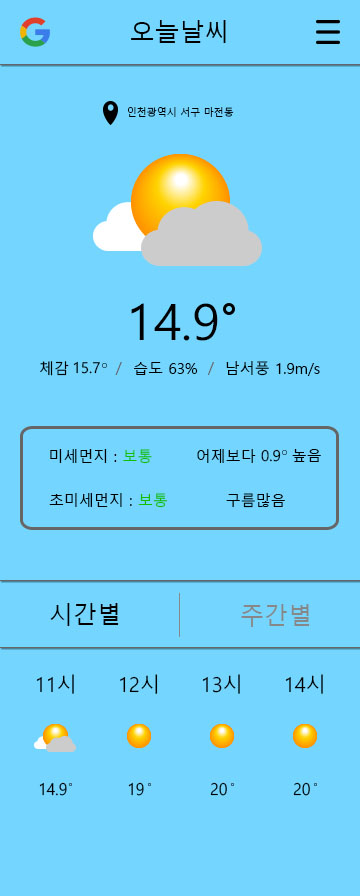 오늘날씨
인천광역시 서구 마전동
14.9°
체감 15.7° / 습도 63% / 남서풍 1.9m/s
미세먼지 : 보통 어제보다 0.9° 높음
초미세먼지 : 보통 구름많음
시간별 주간별
11시 12시 13시 14시
14.9° 19° 20° 20°